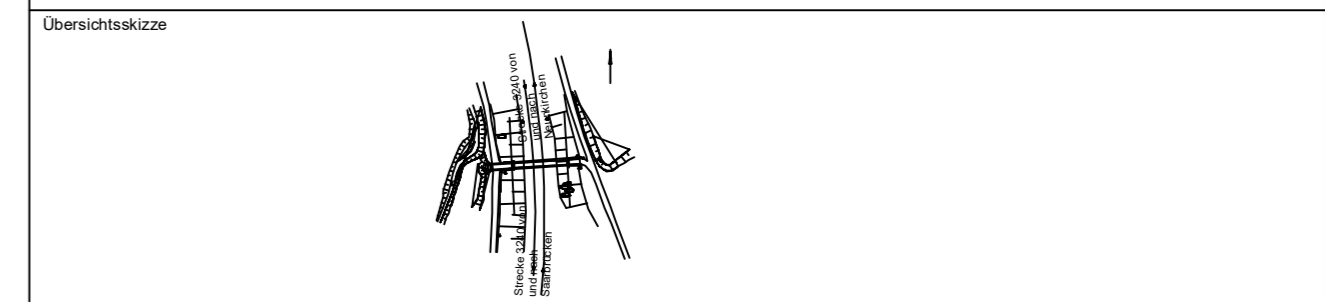 Übersichtsskizze
Strecke 3240 von
und nach
Neunkirchen
Strecke 3240 von
und nach
Saarbrücken